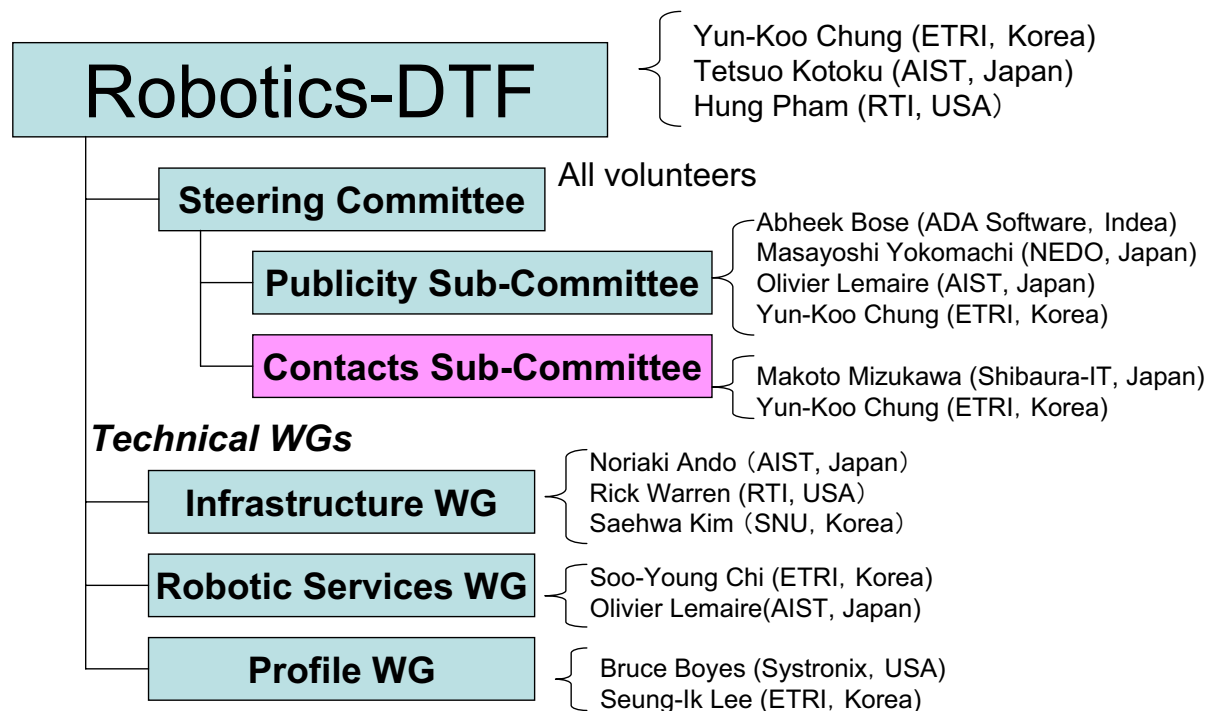 Robotics-DTF
Yun-Koo Chung (ETRI, Korea)
Tetsuo Kotoku (AIST, Japan)
Hung Pham (RTI, USA）
Steering Committee
All volunteers
Publicity Sub-Committee
Abheek Bose (ADA Software, Indea)
Masayoshi Yokomachi (NEDO, Japan)
Olivier Lemaire (AIST, Japan)
Yun-Koo Chung (ETRI, Korea)
Contacts Sub-Committee
Makoto Mizukawa (Shibaura-IT, Japan)
Yun-Koo Chung (ETRI, Korea)
Technical WGs
Infrastructure WG
Noriaki Ando（AIST, Japan）
Rick Warren (RTI, USA）
Saehwa Kim（SNU, Korea）
Robotic Services WG
Soo-Young Chi (ETRI, Korea)
Olivier Lemaire(AIST, Japan)
Profile WG
Bruce Boyes (Systronix, USA)
Seung-Ik Lee (ETRI, Korea)